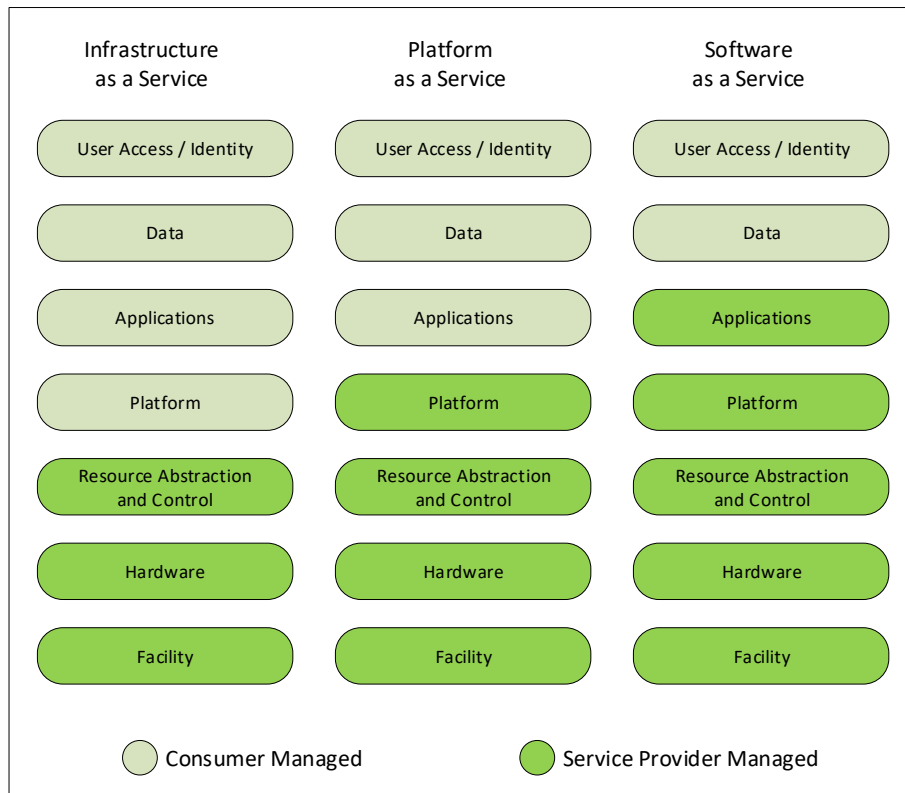 Infrastructure
as a Service
Platform
as a Service
Software
as a Service
User Access / Identity
User Access / Identity
User Access / Identity
Data
Data
Data
Applications
Applications
Applications
Platform
Platform
Platform
Resource Abstraction
and Control
Resource Abstraction
and Control
Resource Abstraction
and Control
Hardware
Hardware
Hardware
Facility
Facility
Facility
Consumer Managed
Service Provider Managed